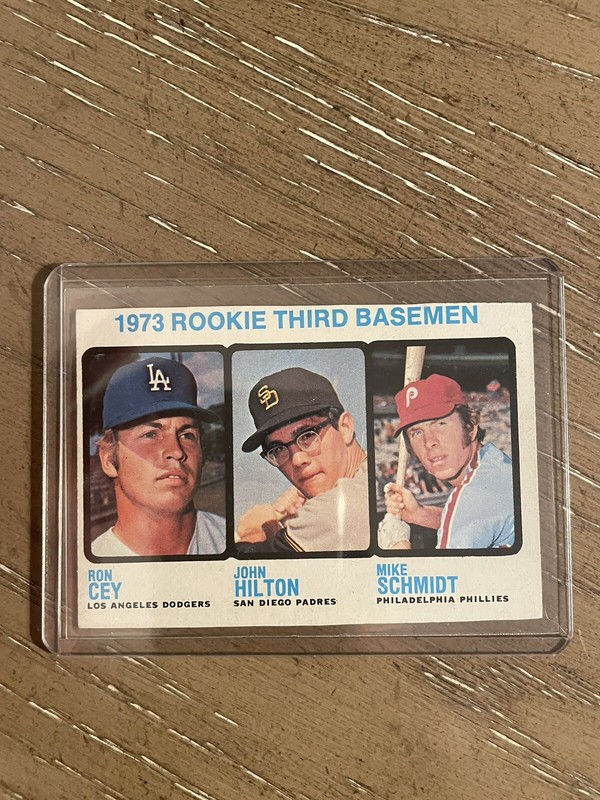 1973 ROOKIE THIRD BASEMEN
LA
SD
P
RON
CEY
LOS ANGELES DODGERS
JOHN
HILTON
SAN DIEGO PADRES
MIKE
SCHMIDT
PHILADELPHIA PHILLIES